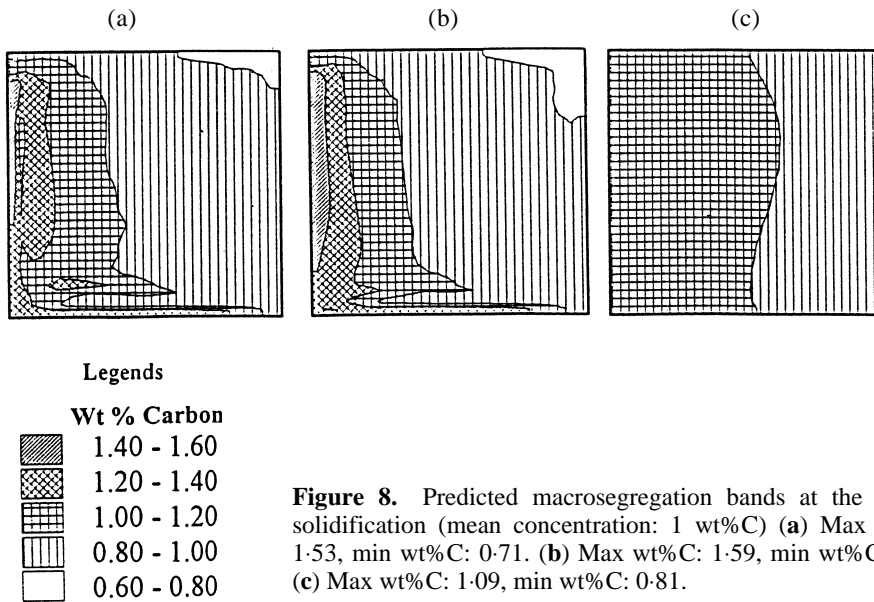 (a) (b) (c)
Legends
Wt % Carbon
1.40 - 1.60
1.20 - 1.40
1.00 - 1.20
0.80 - 1.00
0.60 - 0.80
Figure 8. Predicted macrosegregation bands at the
solidification (mean concentration: 1 wt%C) (a) Max
1·53, min wt%C: 0·71. (b) Max wt%C: 1·59, min wt%C
(c) Max wt%C: 1·09, min wt%C: 0·81.